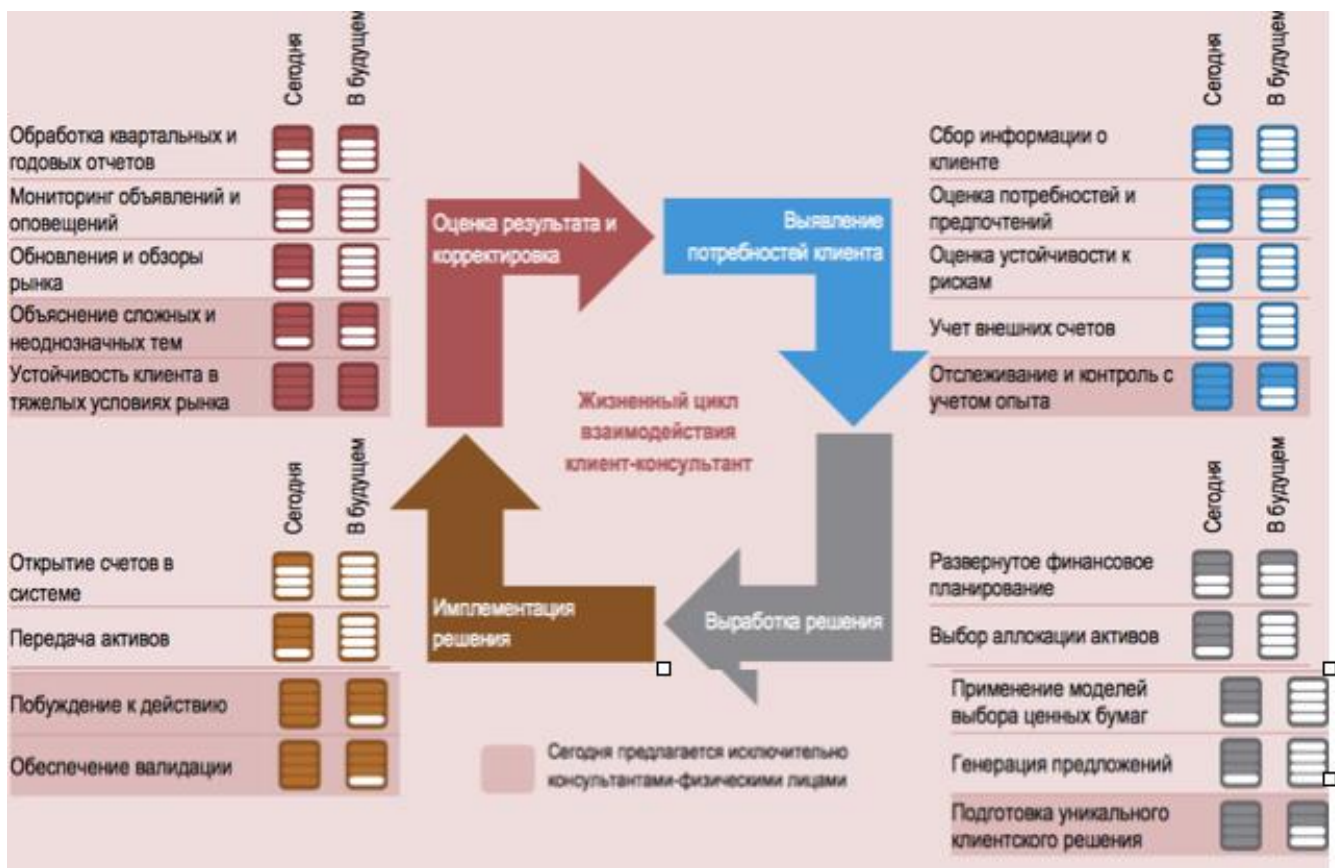 Сегодня
В будущем
Обработка квартальных и
годовых отчетов
Мониторинг объявлений и
оповещений
Обновления и обзоры
рынка
Объяснение сложных и
неоднозначных тем
Устойчивость клиента в
тяжелых условиях рынка
Оценка результата и
корректировка
Выявление
потребностей клиента
Сегодня
В будущем
Сбор информации о
клиенте
Оценка потребностей и
предпочтений
Оценка устойчивости к
рискам
Учет внешних счетов
Отслеживание и контроль с
учетом опыта
Жизненный цикл
взаимодействия
клиент-консультант
Сегодня
В будущем
Открытие счетов в
системе
Передача активов
Побуждение к действию
Обеспечение валидации
Имплементация
решения
Выработка решения
Сегодня
В будущем
Развернутое финансовое
планирование
Выбор аллокации активов
Применение моделей
выбора ценных бумаг
Генерация предложений
Подготовка уникального
клиентского решения
Сегодня предлагается исключительно
консультантами-физическими лицами